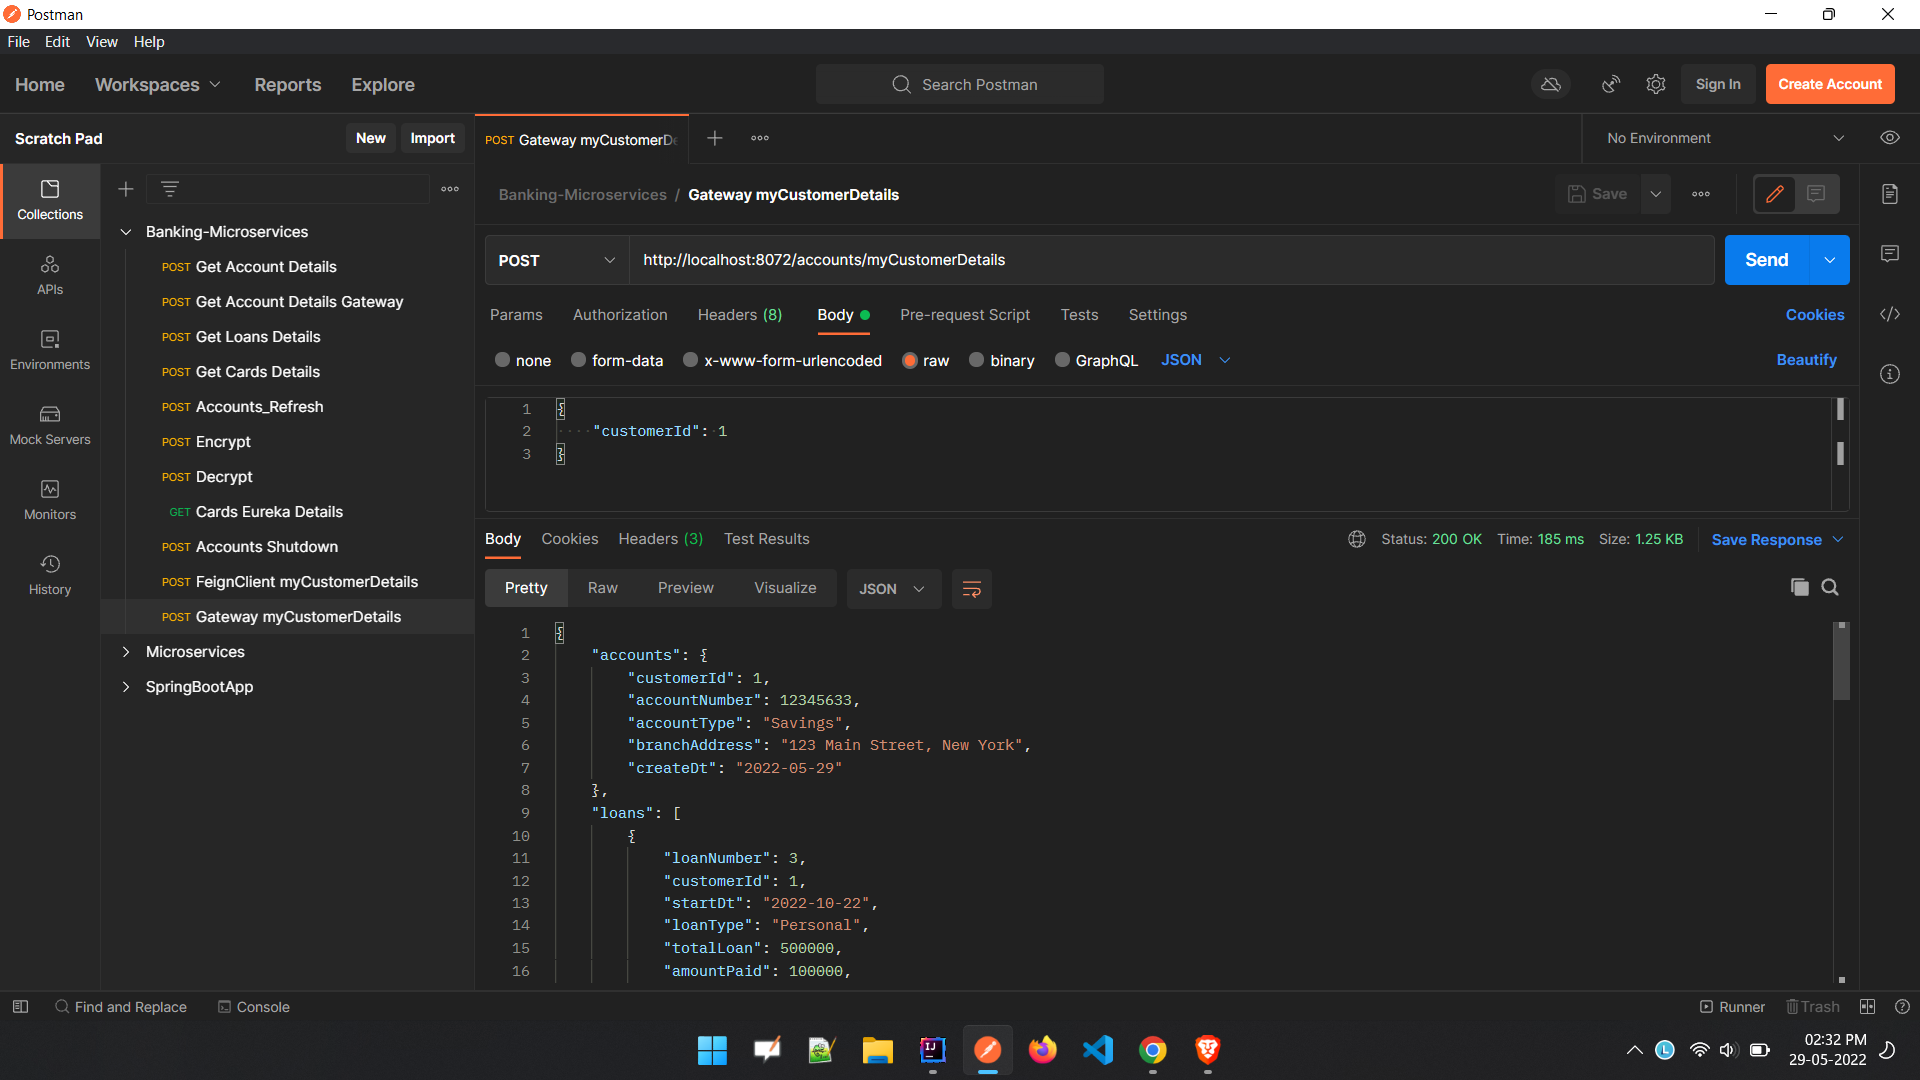 Postman
File Edit View Help
Home Workspaces Reports Explore Search Postman Sign In Create Account
Scratch Pad New Import POST Gateway myCustomerDe No Environment
Banking-Microservices / Gateway myCustomerDetails Save
Collections
APIs
Environments
Mock Servers
Monitors
History
Banking-Microservices
POST Get Account Details
POST Get Account Details Gateway
POST Get Loans Details
POST Get Cards Details
POST Accounts_Refresh
POST Encrypt
POST Decrypt
GET Cards Eureka Details
POST Accounts Shutdown
POST FeignClient myCustomerDetails
POST Gateway myCustomerDetails
Microservices
SpringBootApp
POST http://localhost:8072/accounts/myCustomerDetails Send
Params Authorization Headers (8) Body Pre-request Script Tests Settings Cookies
none form-data x-www-form-urlencoded raw binary GraphQL JSON Beautify
1 {
2 ····"customerId":·1
3 }
Body Cookies Headers (3) Test Results Status: 200 OK Time: 185 ms Size: 1.25 KB Save Response
Pretty Raw Preview Visualize JSON
1 {
2 "accounts": {
3 "customerId": 1,
4 "accountNumber": 12345633,
5 "accountType": "Savings",
6 "branchAddress": "123 Main Street, New York",
7 "createDt": "2022-05-29"
8 },
9 "loans": [
10 {
11 "loanNumber": 3,
12 "customerId": 1,
13 "startDt": "2022-10-22",
14 "loanType": "Personal",
15 "totalLoan": 500000,
16 "amountPaid": 100000,
Find and Replace Console Runner Trash
IJ
L
02:32 PM
29-05-2022